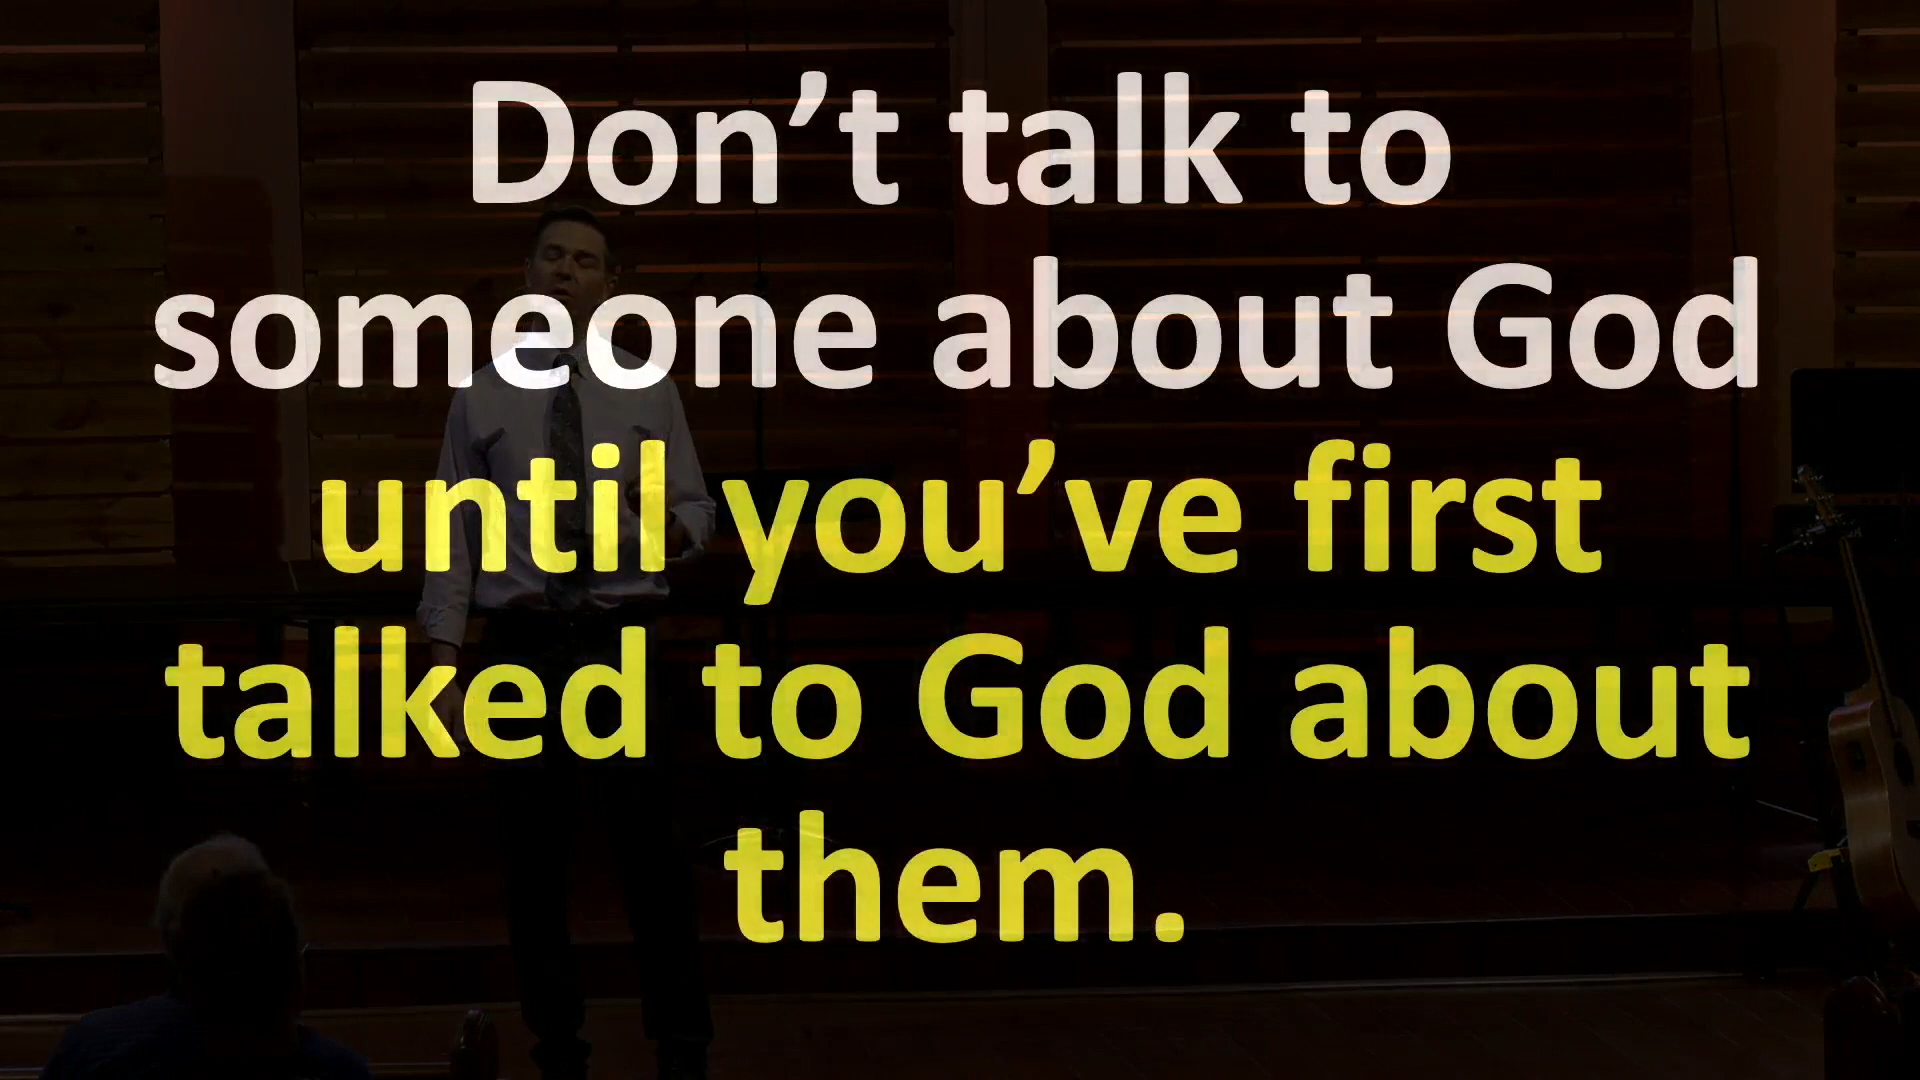 Don’t talk to
someone about God
until you’ve first
talked to God about
them.